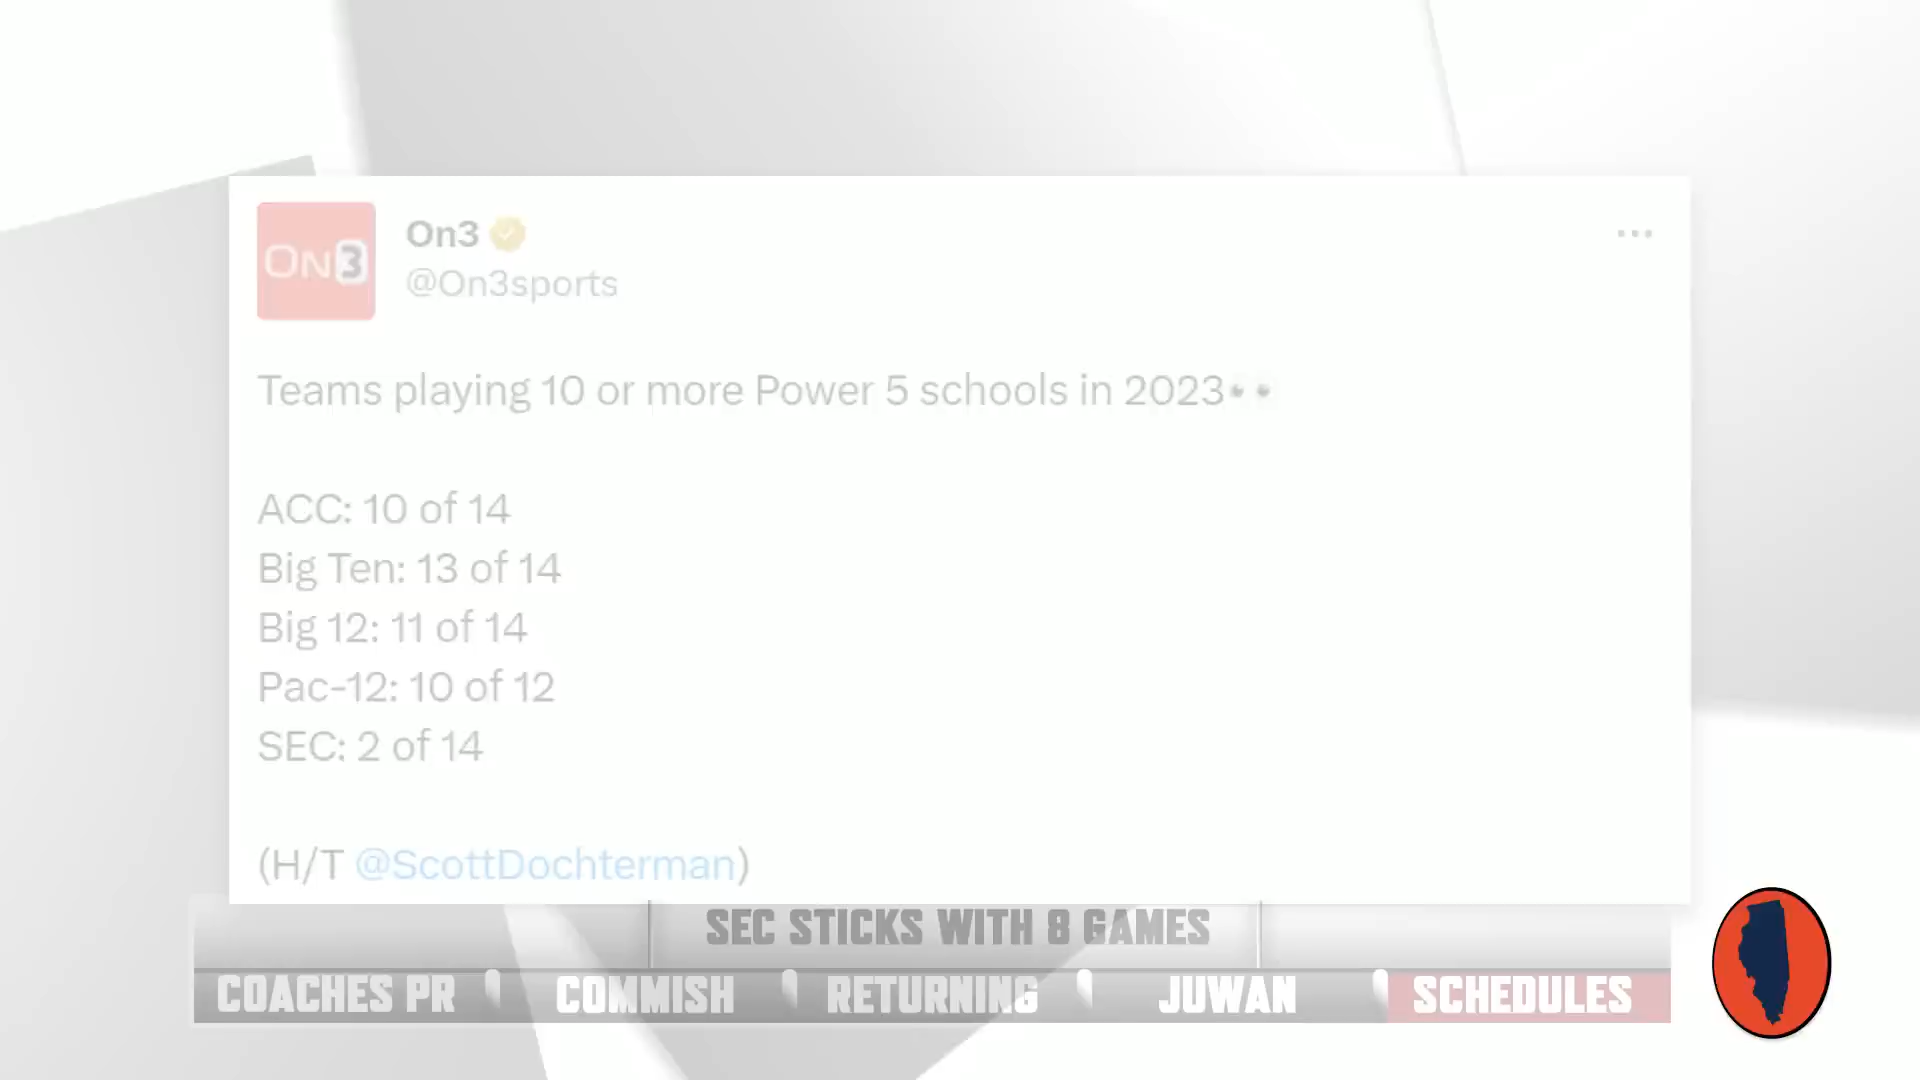 ON3
On3
@On3sports
Teams playing 10 or more Power 5 schools in 2023👀
ACC: 10 of 14
Big Ten: 13 of 14
Big 12: 11 of 14
Pac-12: 10 of 12
SEC: 2 of 14
(H/T @ScottDochterman)
SEC STICKS WITH 8 GAMES
COACHES PR COMMISH RETURNING JUWAN SCHEDULES